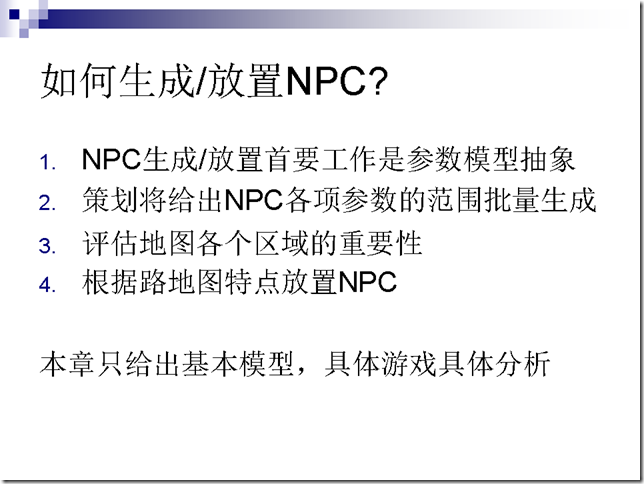 如何生成/放置NPC?
1. NPC生成/放置首要工作是参数模型抽象
2. 策划将给出NPC各项参数的范围批量生成
3. 评估地图各个区域的重要性
4. 根据路地图特点放置NPC
本章只给出基本模型，具体游戏具体分析